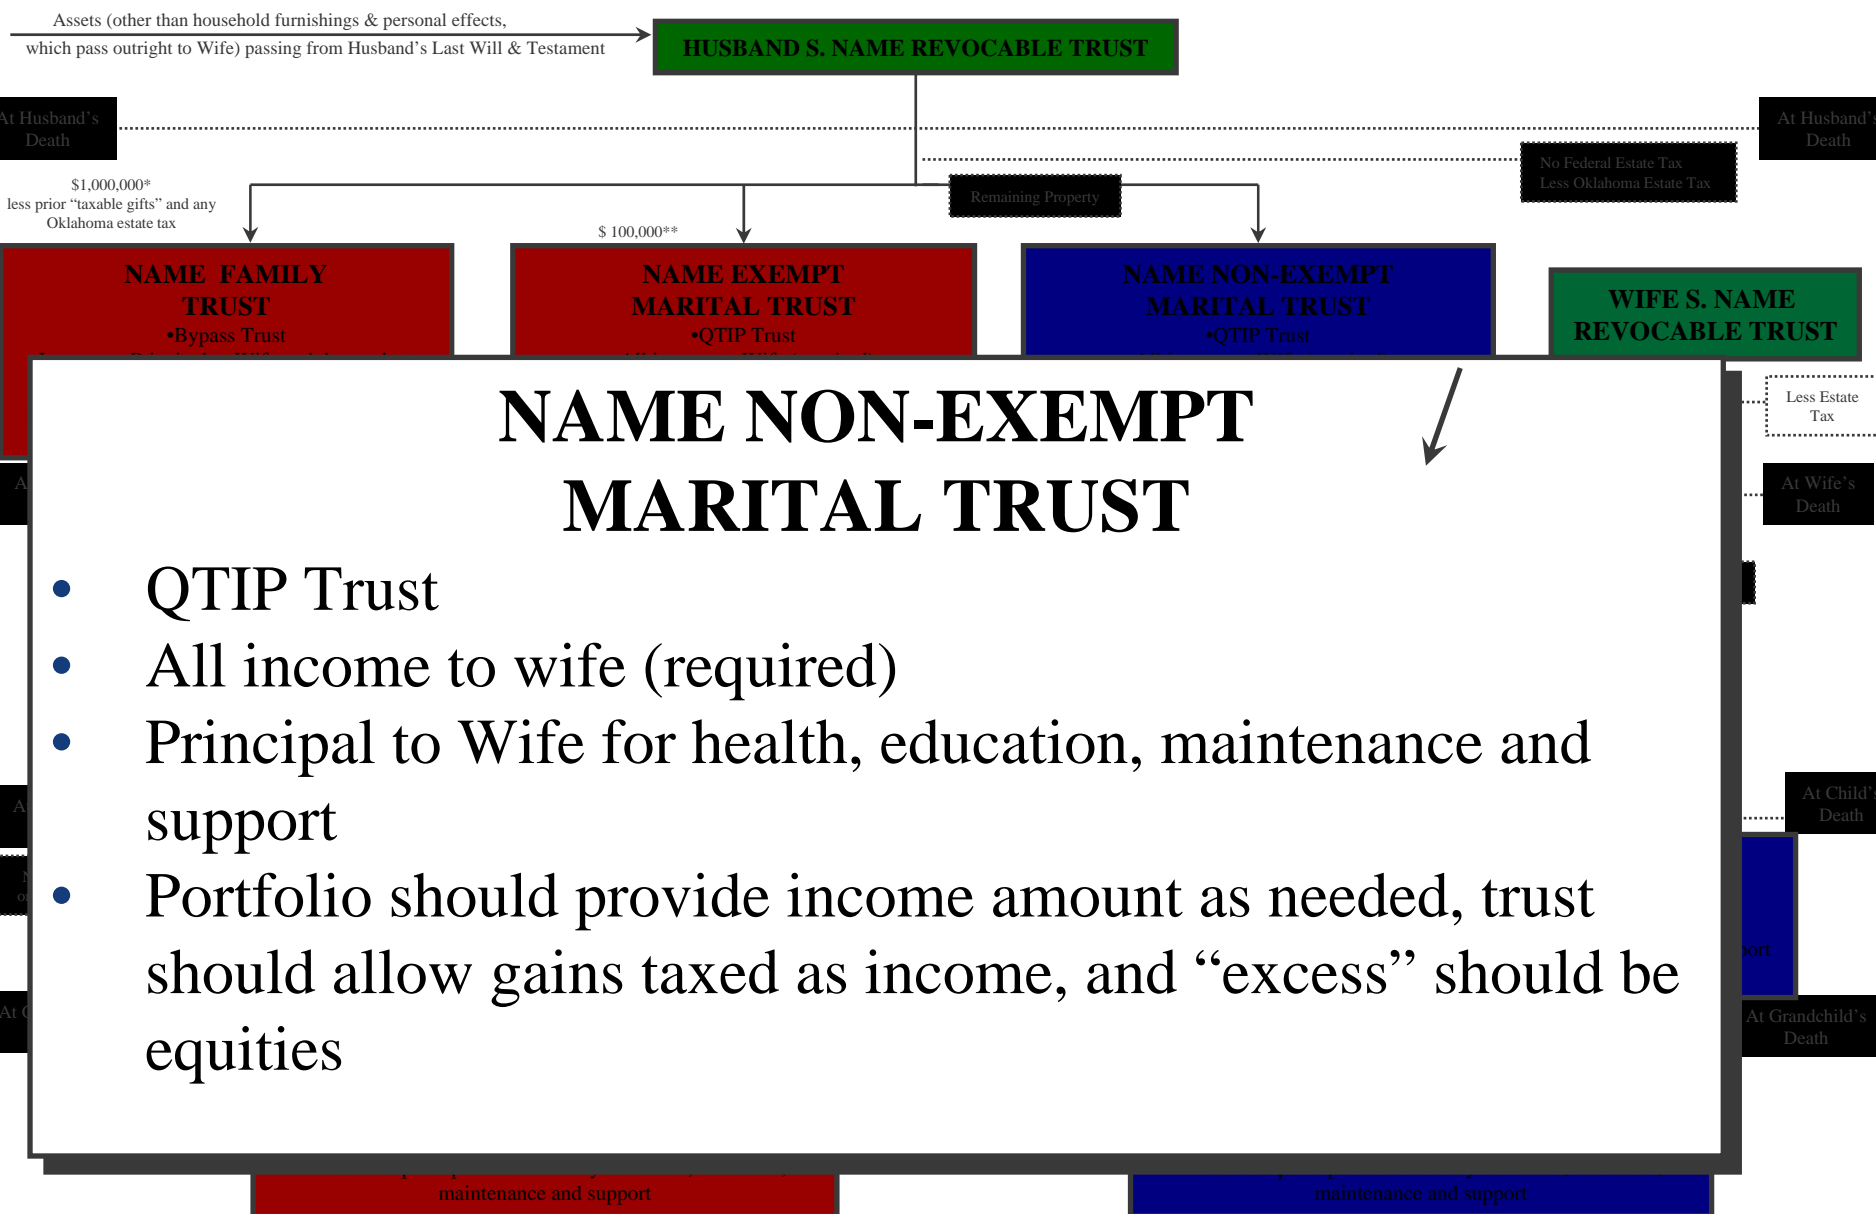 Assets (other than household furnishings & personal effects,
which pass outright to Wife) passing from Husband’s Last Will & Testament
HUSBAND S. NAME REVOCABLE TRUST
At Husband’s
Death
At Husband’s
Death
No Federal Estate Tax
Less Oklahoma Estate Tax
$1,000,000*
less prior “taxable gifts” and any
Oklahoma estate tax
Remaining Property
$ 100,000**
NAME FAMILY
TRUST
•Bypass Trust
NAME EXEMPT
MARITAL TRUST
•QTIP Trust
NAME NON-EXEMPT
MARITAL TRUST
•QTIP Trust
WIFE S. NAME
REVOCABLE TRUST
Less Estate
Tax
At Wife’s
Death
NAME NON-EXEMPT
MARITAL TRUST
• QTIP Trust
• All income to wife (required)
• Principal to Wife for health, education, maintenance and
support
• Portfolio should provide income amount as needed, trust
should allow gains taxed as income, and “excess” should be
equities
At Child’s
Death
At Grandchild’s
Death
maintenance and support
maintenance and support